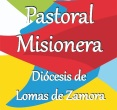 Pastoral
Misionera
Diócesis de
Lomas de Zamora